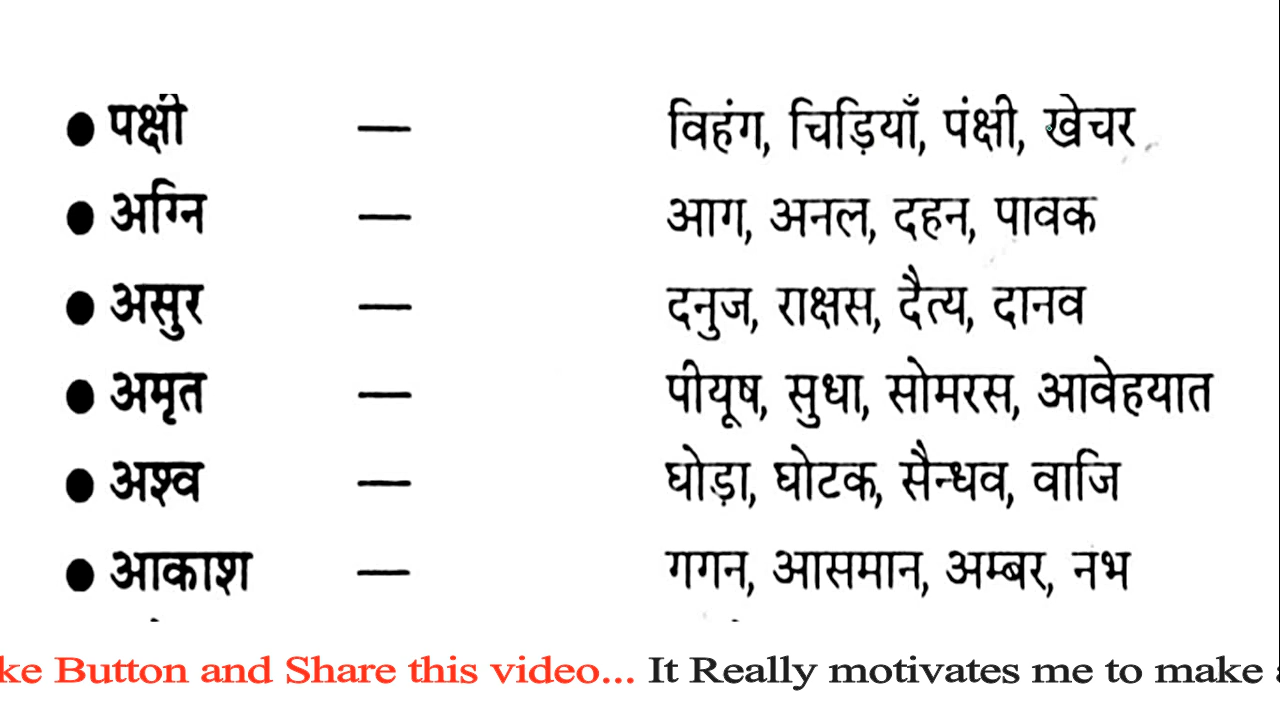 ● पक्षी — विहंग, चिड़ियाँ, पंक्षी, खेचर
● अग्नि — आग, अनल, दहन, पावक
● असुर — दनुज, राक्षस, दैत्य, दानव
● अमृत — पीयूष, सुधा, सोमरस, आवेहयात
● अश्व — घोड़ा, घोटक, सैन्धव, वाजि
● आकाश — गगन, आसमान, अम्बर, नभ
ke Button and Share this video... It Really motivates me to make a